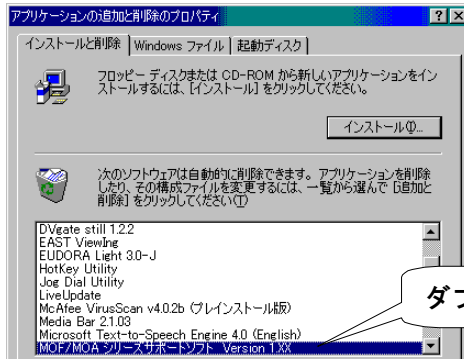 アプリケーションの追加と削除のプロパティ
インストールと削除
Windows ファイル
起動ディスク
フロッピー ディスクまたは CD-ROM から新しいアプリケーションをイン
ストールするには、[インストール] をクリックしてください。
インストール(I)...
次のソフトウェアは自動的に削除できます。アプリケーションを削除
したり、その構成ファイルを変更するには、一覧から選んで [追加と
削除] をクリックしてください(T)
DVgate still 1.2.2
EAST Viewing
EUDORA Light 3.0-J
HotKey Utility
Jog Dial Utility
LiveUpdate
McAfee VirusScan v4.0.2b (プレインストール版)
Media Bar 2.1.03
Microsoft Text-to-Speech Engine 4.0 (English)
MOF/MOA シリーズサポートソフト Version 1.XX